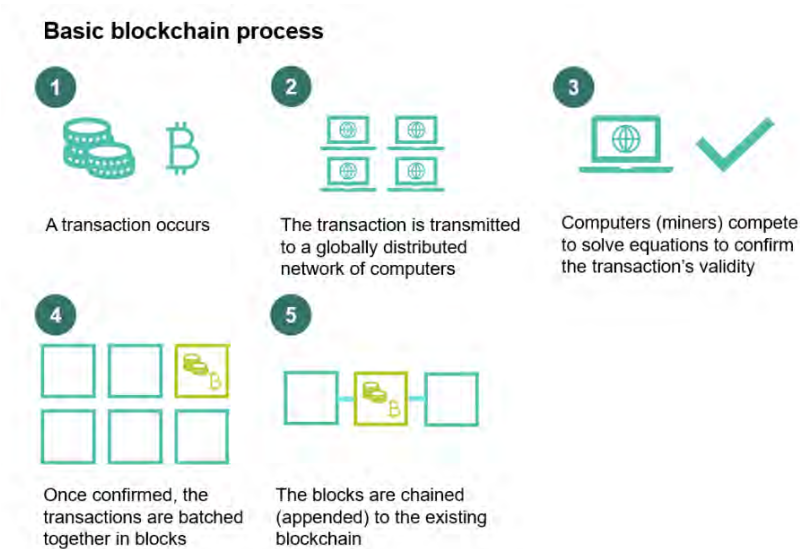 Basic blockchain process
1
A transaction occurs
2
The transaction is transmitted
to a globally distributed
network of computers
3
Computers (miners) compete
to solve equations to confirm
the transaction's validity
4
Once confirmed, the
transactions are batched
together in blocks
5
The blocks are chained
(appended) to the existing
blockchain